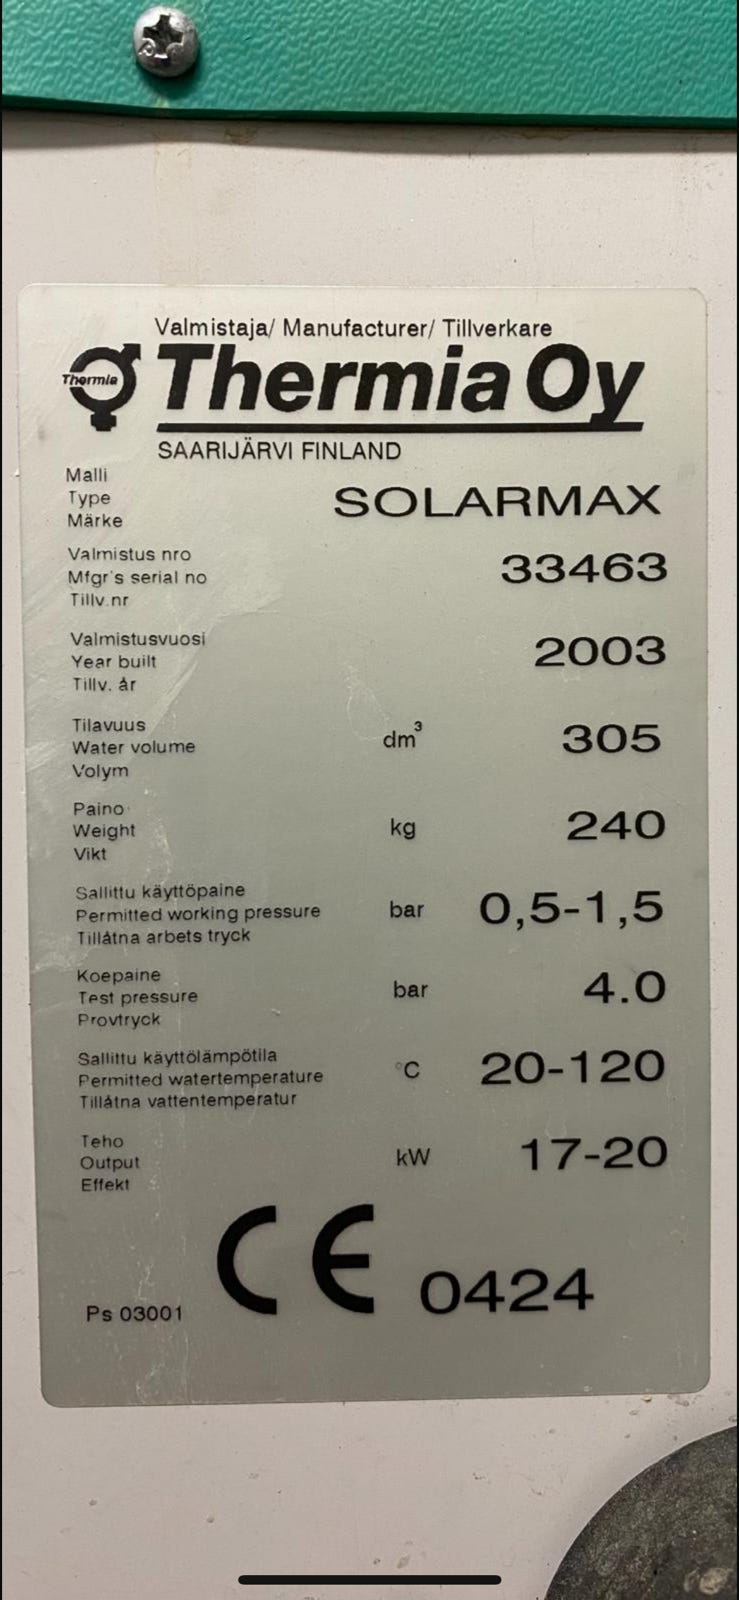 Valmistaja/ Manufacturer/ Tillverkare
Thermia
Thermia Oy
SAARIJÄRVI FINLAND
Malli
Type
Märke
SOLARMAX
Valmistus nro
Mfgr's serial no
Tillv.nr
33463
Valmistusvuosi
Year built
Tillv. år
2003
Tilavuus
Water volume
Volym
dm³
305
Paino
Weight
Vikt
kg
240
Sallittu käyttöpaine
Permitted working pressure
Tillåtna arbets tryck
bar
0,5-1,5
Koepaine
Test pressure
Provtryck
bar
4.0
Sallittu käyttölämpötila
Permitted watertemperature
Tillåtna vattentemperatur
°C
20-120
Teho
Output
Effekt
kW
17-20
CE 0424
Ps 03001